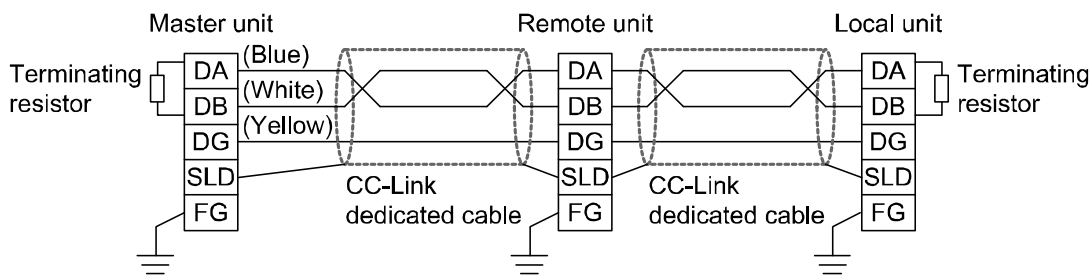 Master unit
Remote unit
Local unit
Terminating
resistor
DA
DB
DG
SLD
FG
(Blue)
(White)
(Yellow)
CC-Link
dedicated cable
DA
DB
DG
SLD
FG
CC-Link
dedicated cable
DA
DB
DG
SLD
FG
Terminating
resistor